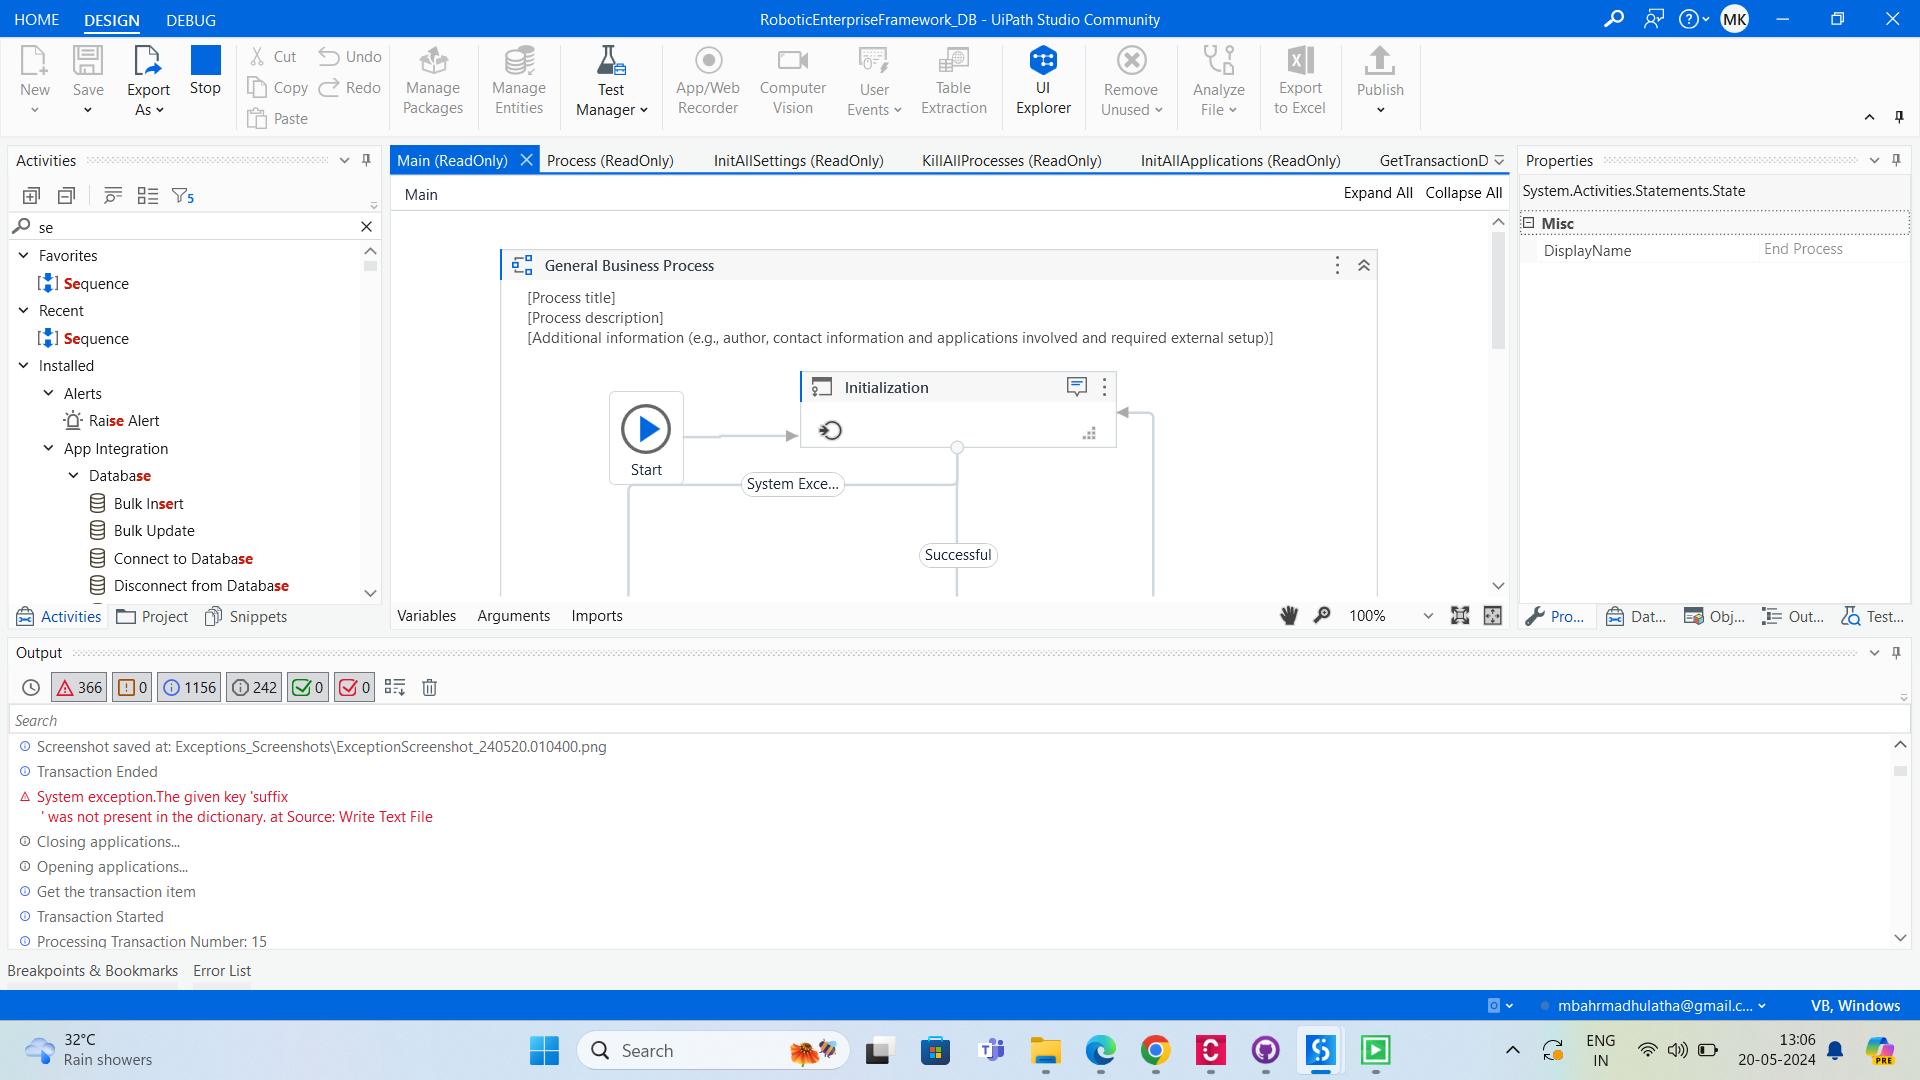 HOME DESIGN DEBUG
RoboticEnterpriseFramework_DB - UiPath Studio Community
MK
New
Save
Export
As
Stop
Cut
Copy
Paste
Undo
Redo
Manage
Packages
Manage
Entities
Test
Manager
App/Web
Recorder
Computer
Vision
User
Events
Table
Extraction
UI
Explorer
Remove
Unused
Analyze
File
Export
to Excel
Publish
Activities
5
se
Favorites
Sequence
Recent
Sequence
Installed
Alerts
Raise Alert
App Integration
Database
Bulk Insert
Bulk Update
Connect to Database
Disconnect from Database
Activities Project Snippets
Main (ReadOnly) Process (ReadOnly) InitAllSettings (ReadOnly) KillAllProcesses (ReadOnly) InitAllApplications (ReadOnly) GetTransactionD
Main
Expand All Collapse All
General Business Process
[Process title]
[Process description]
[Additional information (e.g., author, contact information and applications involved and required external setup)]
Start
Initialization
System Exce...
Successful
Variables Arguments Imports
100%
Properties
System.Activities.Statements.State
Misc
DisplayName End Process
Pro... Dat... Obj... Out... Test...
Output
366 0 1156 242 0 0
Search
Screenshot saved at: Exceptions_Screenshots\ExceptionScreenshot_240520.010400.png
Transaction Ended
System exception.The given key 'suffix
' was not present in the dictionary. at Source: Write Text File
Closing applications...
Opening applications...
Get the transaction item
Transaction Started
Processing Transaction Number: 15
Breakpoints & Bookmarks Error List
mbahrmadhulatha@gmail.c... VB, Windows
32°C
Rain showers
Search
ENG
IN
13:06
20-05-2024
PRE